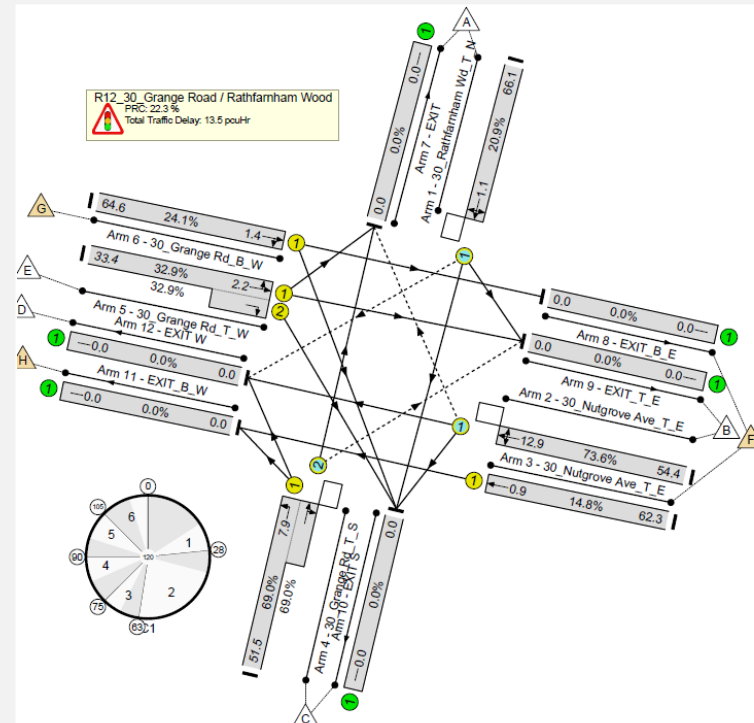 A
1
0.0
0.0%
0.0
Arm 7 - EXIT
Arm 1 - 30_Rathfarnham Wd_T_N
66.1
20.9%
1.1
R12_30_Grange Road / Rathfarnham Wood
PRC: 22.3 %
Total Traffic Delay: 13.5 pcuHr
G
64.6
24.1%
1.4
1
Arm 6 - 30_Grange Rd_B_W
1
E
33.4
32.9%
2.2
1
32.9%
2
Arm 5 - 30_Grange Rd_T_W
D
Arm 12 - EXIT W
1
0.0
0.0%
0.0
H
Arm 11 - EXIT_B_W
1
0.0
0.0%
0.0
0.0
0.0%
0.0
1
Arm 8 - EXIT_B_E
0.0
0.0%
0.0
1
Arm 9 - EXIT_T_E
Arm 2 - 30_Nutgrove Ave_T_E
B
F
1
12.9
73.6%
54.4
Arm 3 - 30_Nutgrove Ave_T_E
1
0.9
14.8%
62.3
2
1
7.9
69.0%
69.0%
51.5
Arm 4 - 30_Grange Rd_T_S
Arm 10 - EXIT S
0.0
0.0%
0.0
1
C
0
105
6
5
1
28
90
120
4
2
3
75
63
C1